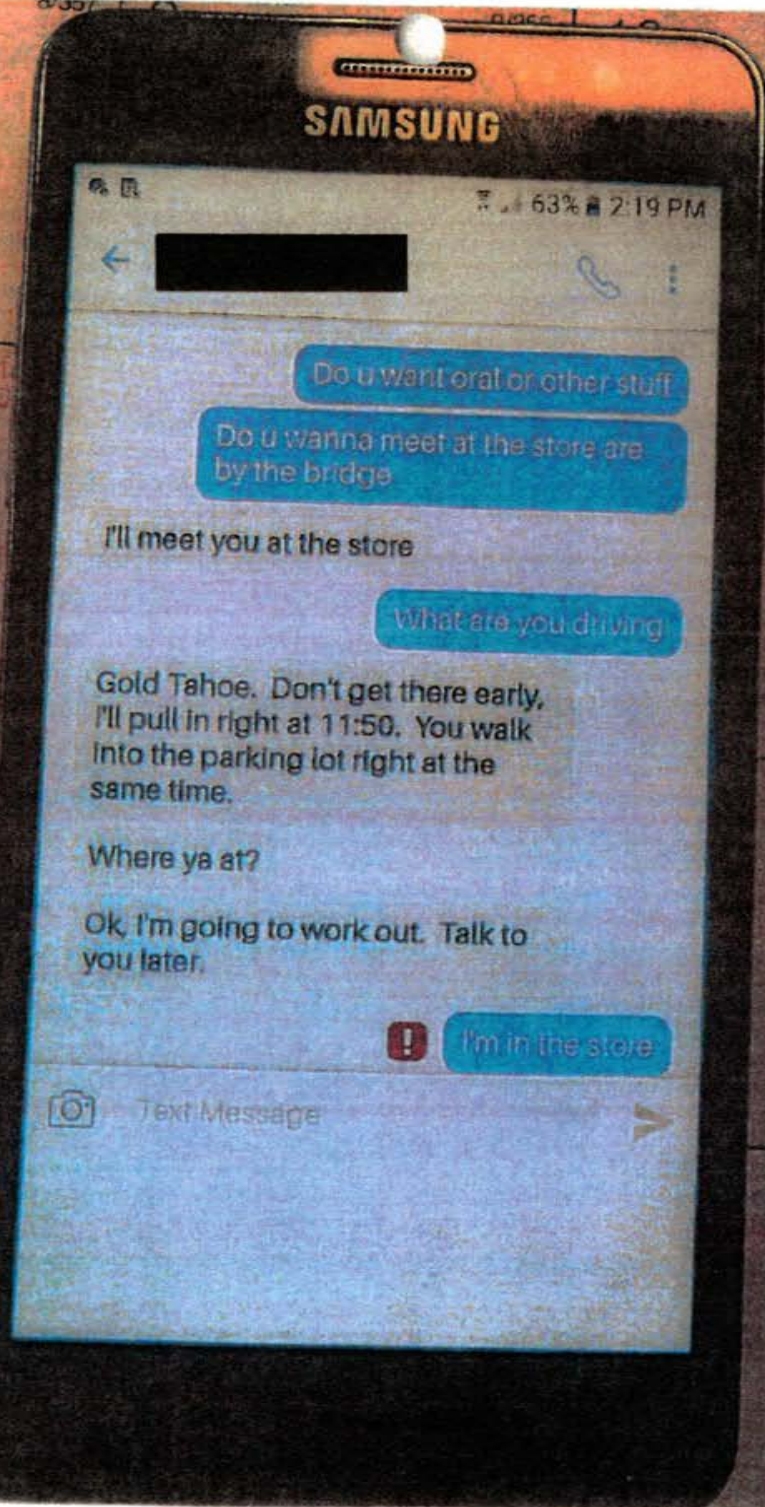 SAMSUNG
63% 2:19 PM
Do u want oral or other stuff
Do u wanna meet at the store are
by the bridge
I'll meet you at the store
What are you driving
Gold Tahoe. Don't get there early,
I'll pull in right at 11:50. You walk
into the parking lot right at the
same time.
Where ya at?
Ok, I'm going to work out. Talk to
you later.
I'm in the store
Text Message